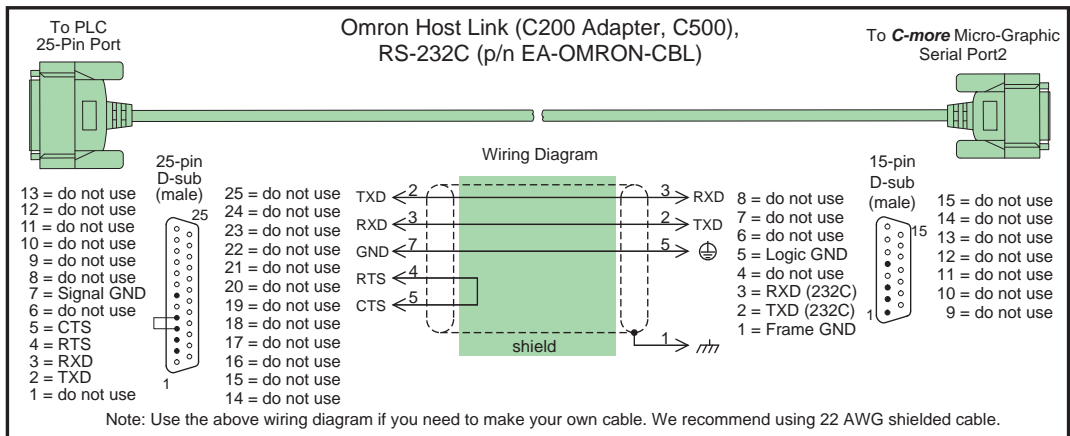 To PLC
25-Pin Port
Omron Host Link (C200 Adapter, C500),
RS-232C (p/n EA-OMRON-CBL)
To C-more Micro-Graphic
Serial Port2
25-pin
D-sub
(male)
25
1
13 = do not use
12 = do not use
11 = do not use
10 = do not use
9 = do not use
8 = do not use
7 = Signal GND
6 = do not use
5 = CTS
4 = RTS
3 = RXD
2 = TXD
1 = do not use
25 = do not use
24 = do not use
23 = do not use
22 = do not use
21 = do not use
20 = do not use
19 = do not use
18 = do not use
17 = do not use
16 = do not use
15 = do not use
14 = do not use
Wiring Diagram
TXD 2 3 RXD
RXD 3 2 TXD
GND 7 5
RTS 4
CTS 5
shield
1
8 = do not use
7 = do not use
6 = do not use
5 = Logic GND
4 = do not use
3 = RXD (232C)
2 = TXD (232C)
1 = Frame GND
15-pin
D-sub
(male)
15
1
15 = do not use
14 = do not use
13 = do not use
12 = do not use
11 = do not use
10 = do not use
9 = do not use
Note: Use the above wiring diagram if you need to make your own cable. We recommend using 22 AWG shielded cable.